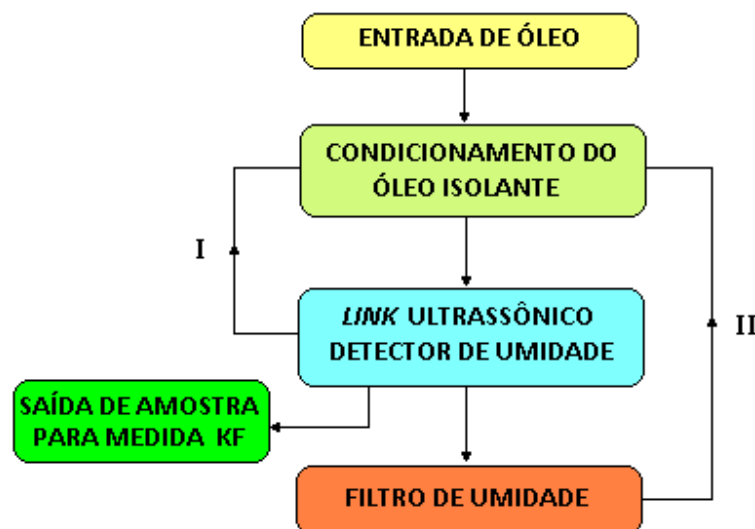 ENTRADA DE ÓLEO
CONDICIONAMENTO DO
ÓLEO ISOLANTE
I
LINK ULTRASSÔNICO
DETECTOR DE UMIDADE
II
SAÍDA DE AMOSTRA
PARA MEDIDA KF
FILTRO DE UMIDADE